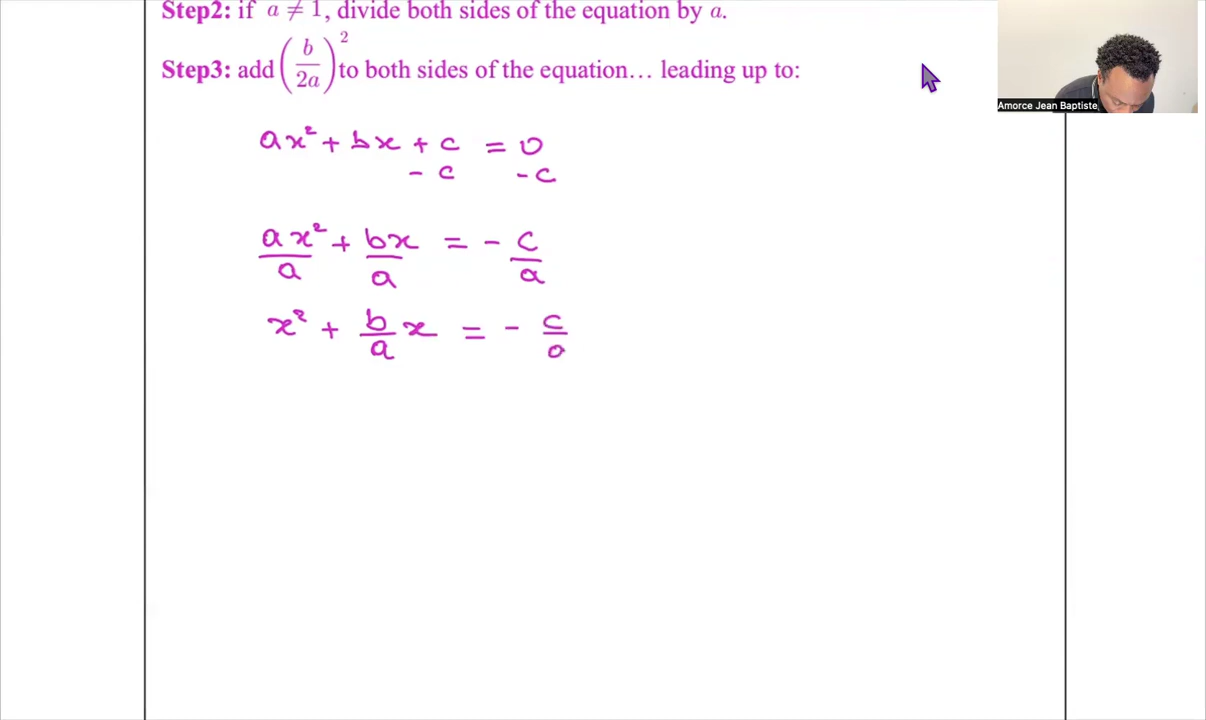 Step2: if a ≠ 1, divide both sides of the equation by a.
Step3: add (b/2a)² to both sides of the equation… leading up to:
Amorce Jean Baptiste
ax² + bx + c = 0
- c - c
ax²/a + bx/a = - c/a
x² + b/a x = - c/a